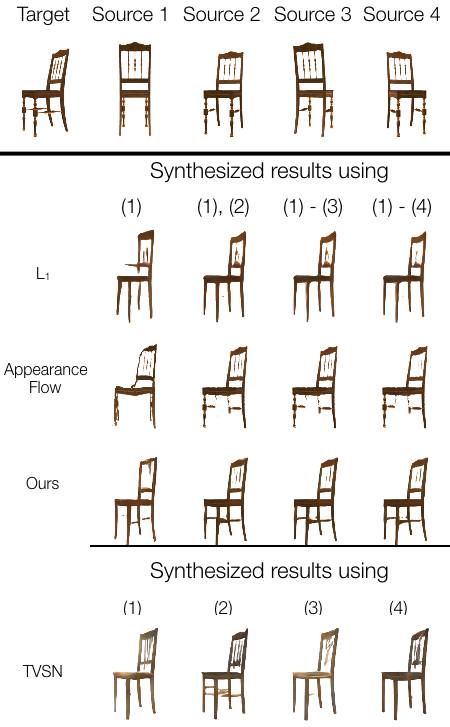 Target Source 1 Source 2 Source 3 Source 4
Synthesized results using
(1) (1), (2) (1) - (3) (1) - (4)
L₁
Appearance
Flow
Ours
Synthesized results using
(1) (2) (3) (4)
TVSN